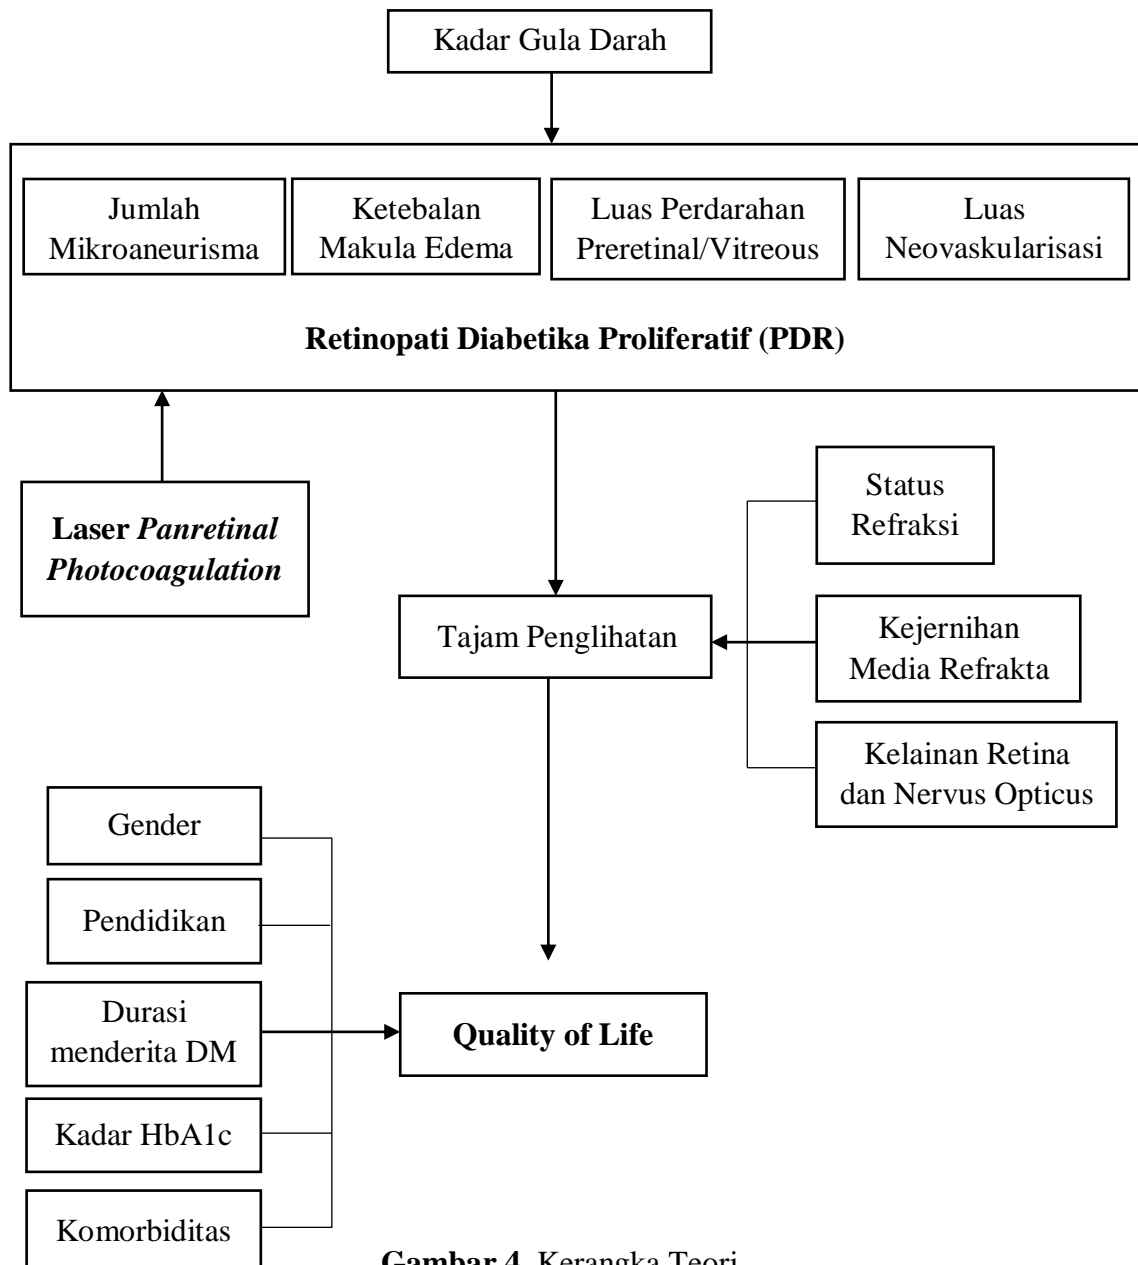 Kadar Gula Darah
Jumlah
Mikroaneurisma
Ketebalan
Makula Edema
Luas Perdarahan
Preretinal/Vitreous
Luas
Neovaskularisasi
Retinopati Diabetika Proliferatif (PDR)
Laser Panretinal
Photocoagulation
Status
Refraksi
Tajam Penglihatan
Kejernihan
Media Refrakta
Kelainan Retina
dan Nervus Opticus
Gender
Pendidikan
Durasi
menderita DM
Quality of Life
Kadar HbA1c
Komorbiditas
Gambar 4. Kerangka Teori